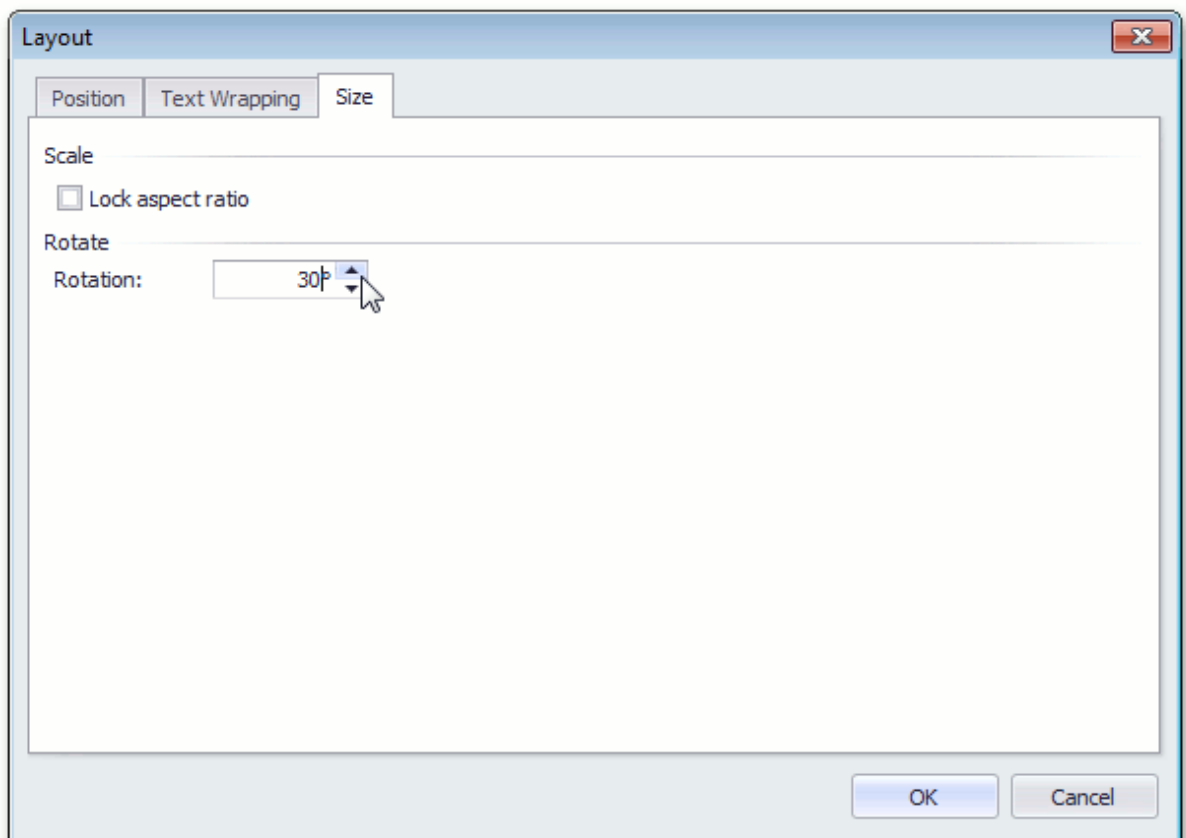 Layout
Position Text Wrapping Size
Scale
Lock aspect ratio
Rotate
Rotation: 30°
OK Cancel